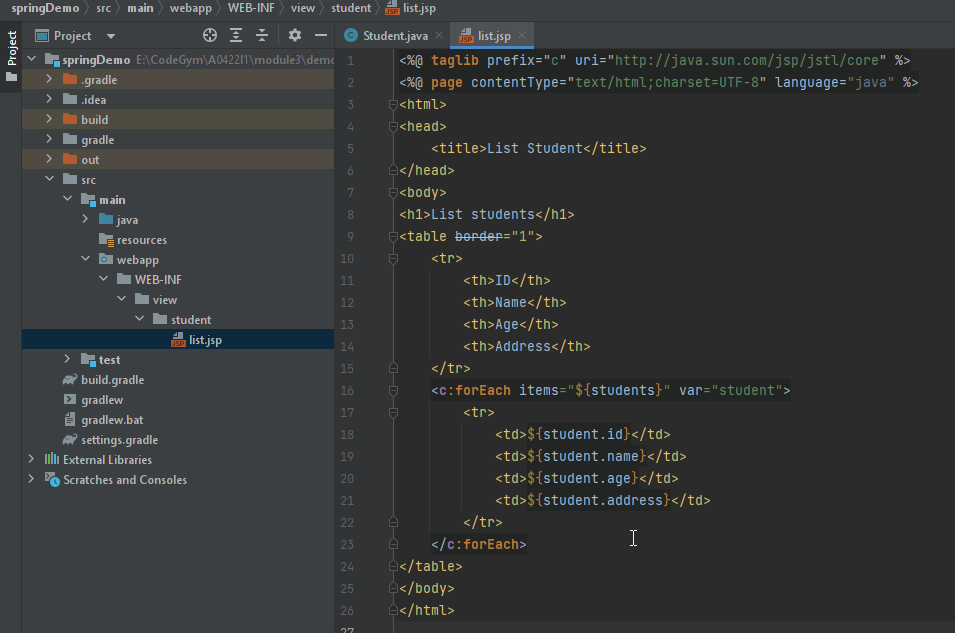 springDemo > src > main > webapp > WEB-INF > view > student > list.jsp
Project
Project
Student.java
list.jsp
springDemo E:\CodeGym\A0422I1\module3\demo
.gradle
.idea
build
gradle
out
src
main
java
resources
webapp
WEB-INF
view
student
list.jsp
test
build.gradle
gradlew
gradlew.bat
settings.gradle
External Libraries
Scratches and Consoles
1 <%@ taglib prefix="c" uri="http://java.sun.com/jsp/jstl/core" %>
2 <%@ page contentType="text/html;charset=UTF-8" language="java" %>
3 <html>
4 <head>
5     <title>List Student</title>
6 </head>
7 <body>
8 <h1>List students</h1>
9 <table border="1">
10     <tr>
11         <th>ID</th>
12         <th>Name</th>
13         <th>Age</th>
14         <th>Address</th>
15     </tr>
16     <c:forEach items="${students}" var="student">
17         <tr>
18             <td>${student.id}</td>
19             <td>${student.name}</td>
20             <td>${student.age}</td>
21             <td>${student.address}</td>
22         </tr>
23     </c:forEach>
24 </table>
25 </body>
26 </html>
27